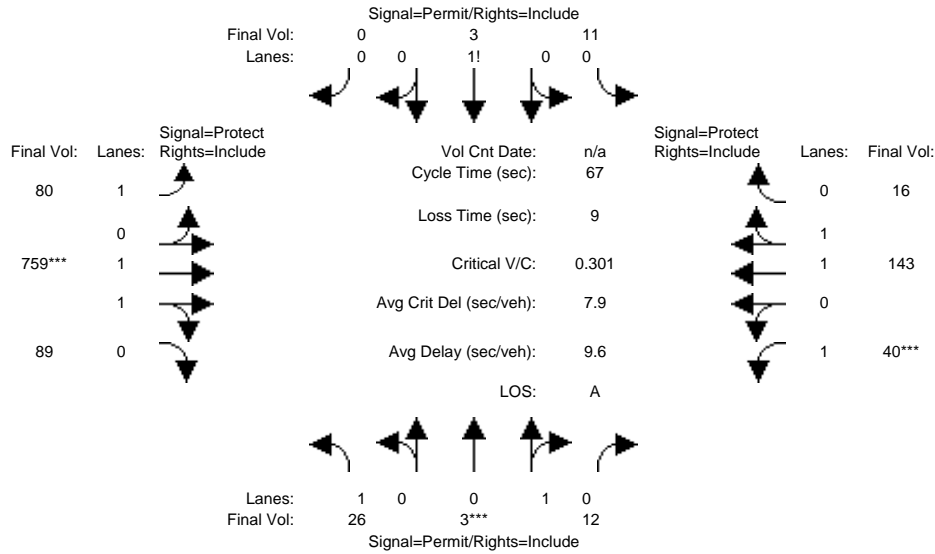 Signal=Permit/Rights=Include
Final Vol: 0 3 11
Lanes: 0 0 1! 0 0
Signal=Protect Signal=Protect
Final Vol: Lanes: Rights=Include Vol Cnt Date: n/a Rights=Include Lanes: Final Vol:
Cycle Time (sec): 67
80 1 0 16
Loss Time (sec): 9
0 1
759*** 1 Critical V/C: 0.301 1 143
1 Avg Crit Del (sec/veh): 7.9 0
89 0 Avg Delay (sec/veh): 9.6 1 40***
LOS: A
Lanes: 1 0 0 1 0
Final Vol: 26 3*** 12
Signal=Permit/Rights=Include